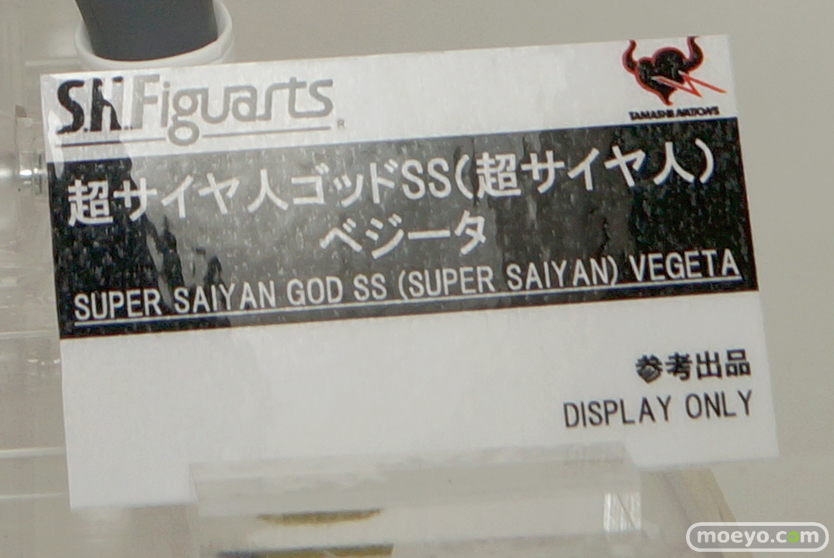 S.H.Figuarts
TAMASHII NATIONS
超サイヤ人ゴッドSS(超サイヤ人)
ベジータ
SUPER SAIYAN GOD SS (SUPER SAIYAN) VEGETA
参考出品
DISPLAY ONLY
moeyo.com